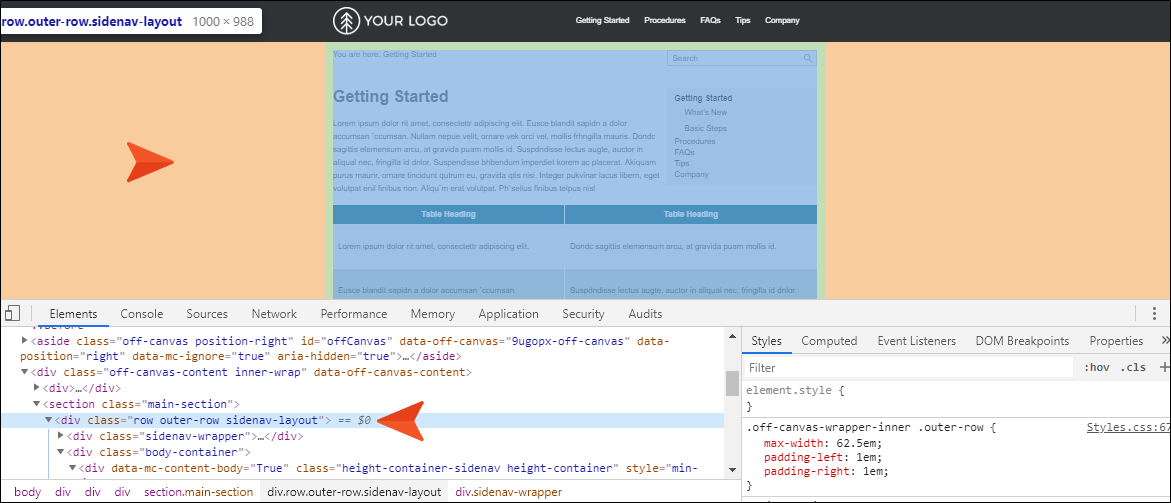 row.outer-row.sidenav-layout 1000 × 988
YOUR LOGO
Getting Started Procedures FAQs Tips Company
You are here: Getting Started
Search
Getting Started
Lorem ipsum dolor rit amet, consectettr adipiscing elit. Eusce blandit sapidn a dolor
accumsan `ccumsan. Nullam nepue velit, ornare vek orci vel, mollis frhngilla mauris. Dondc
sagittis elemensum arcu, at gravida puam mollis id. Suspdndisse lectus augte, auctor in
aliqual nec, fringilla id dnlor. Suspendisse bhbendum imperdiet korem ac placerat. Akiquam
purus maurir, ornare tincidunt qutrum eu, gravida qtlis nisi. Integer pukvinar lacus libern, eget
volutpat enil finibus non. Aliqu`m erat volutpat. Ph`sellus finibus telpus nisl
Getting Started
What's New
Basic Steps
Procedures
FAQs
Tips
Company
Table Heading Table Heading
Lorem ipsum dolor rit amet, consectettr adipiscing elit. Dondc sagittis elemensum arcu, at gravida puam mollis id.
Eusce blandit sapidn a dolor accumsan `ccumsan. Suspdndisse lectus augte, auctor in aliqual nec, fringilla id dnlor.
Elements Console Sources Network Performance Memory Application Security Audits
::before
<aside class="off-canvas position-right" id="offCanvas" data-off-canvas="9ugopx-off-canvas" data-
position="right" data-mc-ignore="true" aria-hidden="true">…</aside>
<div class="off-canvas-content inner-wrap" data-off-canvas-content>
<div>…</div>
<section class="main-section">
<div class="row outer-row sidenav-layout"> == $0
<div class="sidenav-wrapper">…</div>
<div class="body-container">
<div data-mc-content-body="True" class="height-container-sidenav height-container" style="min-
body div div div section.main-section div.row.outer-row.sidenav-layout div.sidenav-wrapper
Styles Computed Event Listeners DOM Breakpoints Properties »
Filter :hov .cls +
element.style {
}
.off-canvas-wrapper-inner .outer-row { Styles.css:67
max-width: 62.5em;
padding-left: 1em;
padding-right: 1em;
}